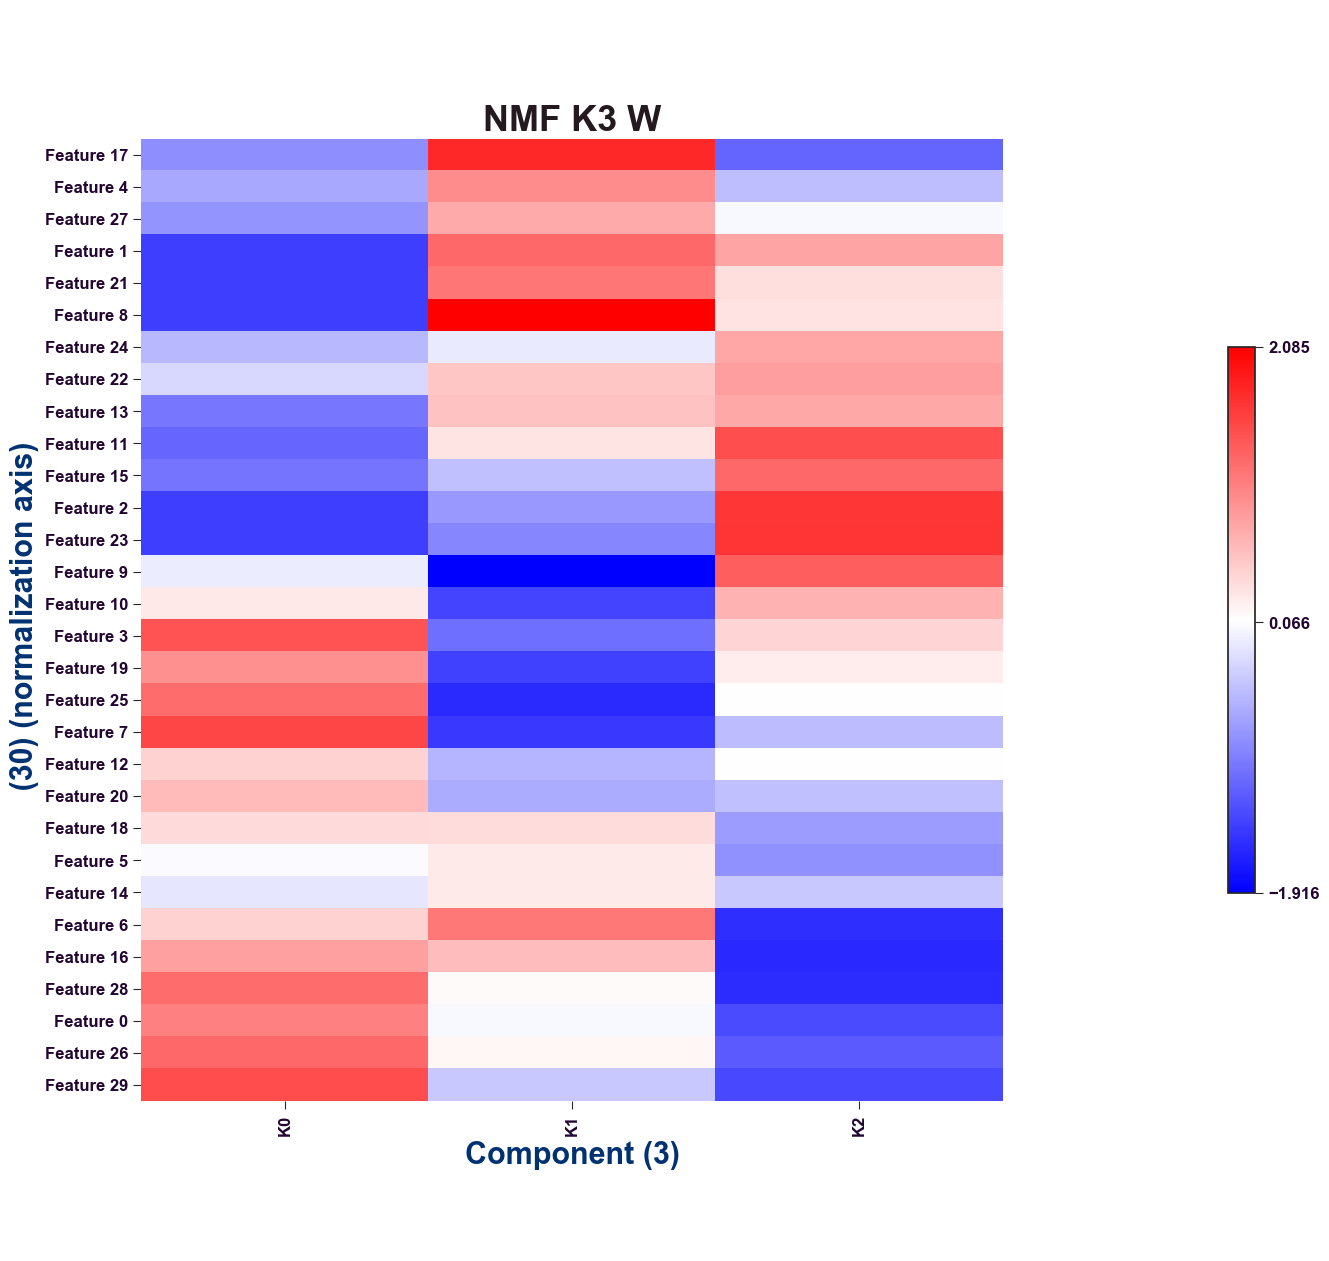 NMF K3 W
Feature 17
Feature 4
Feature 27
Feature 1
Feature 21
Feature 8
Feature 24
Feature 22
Feature 13
Feature 11
Feature 15
Feature 2
Feature 23
Feature 9
Feature 10
Feature 3
Feature 19
Feature 25
Feature 7
Feature 12
Feature 20
Feature 18
Feature 5
Feature 14
Feature 6
Feature 16
Feature 28
Feature 0
Feature 26
Feature 29
(30) (normalization axis)
K0
K1
K2
Component (3)
2.085
0.066
−1.916